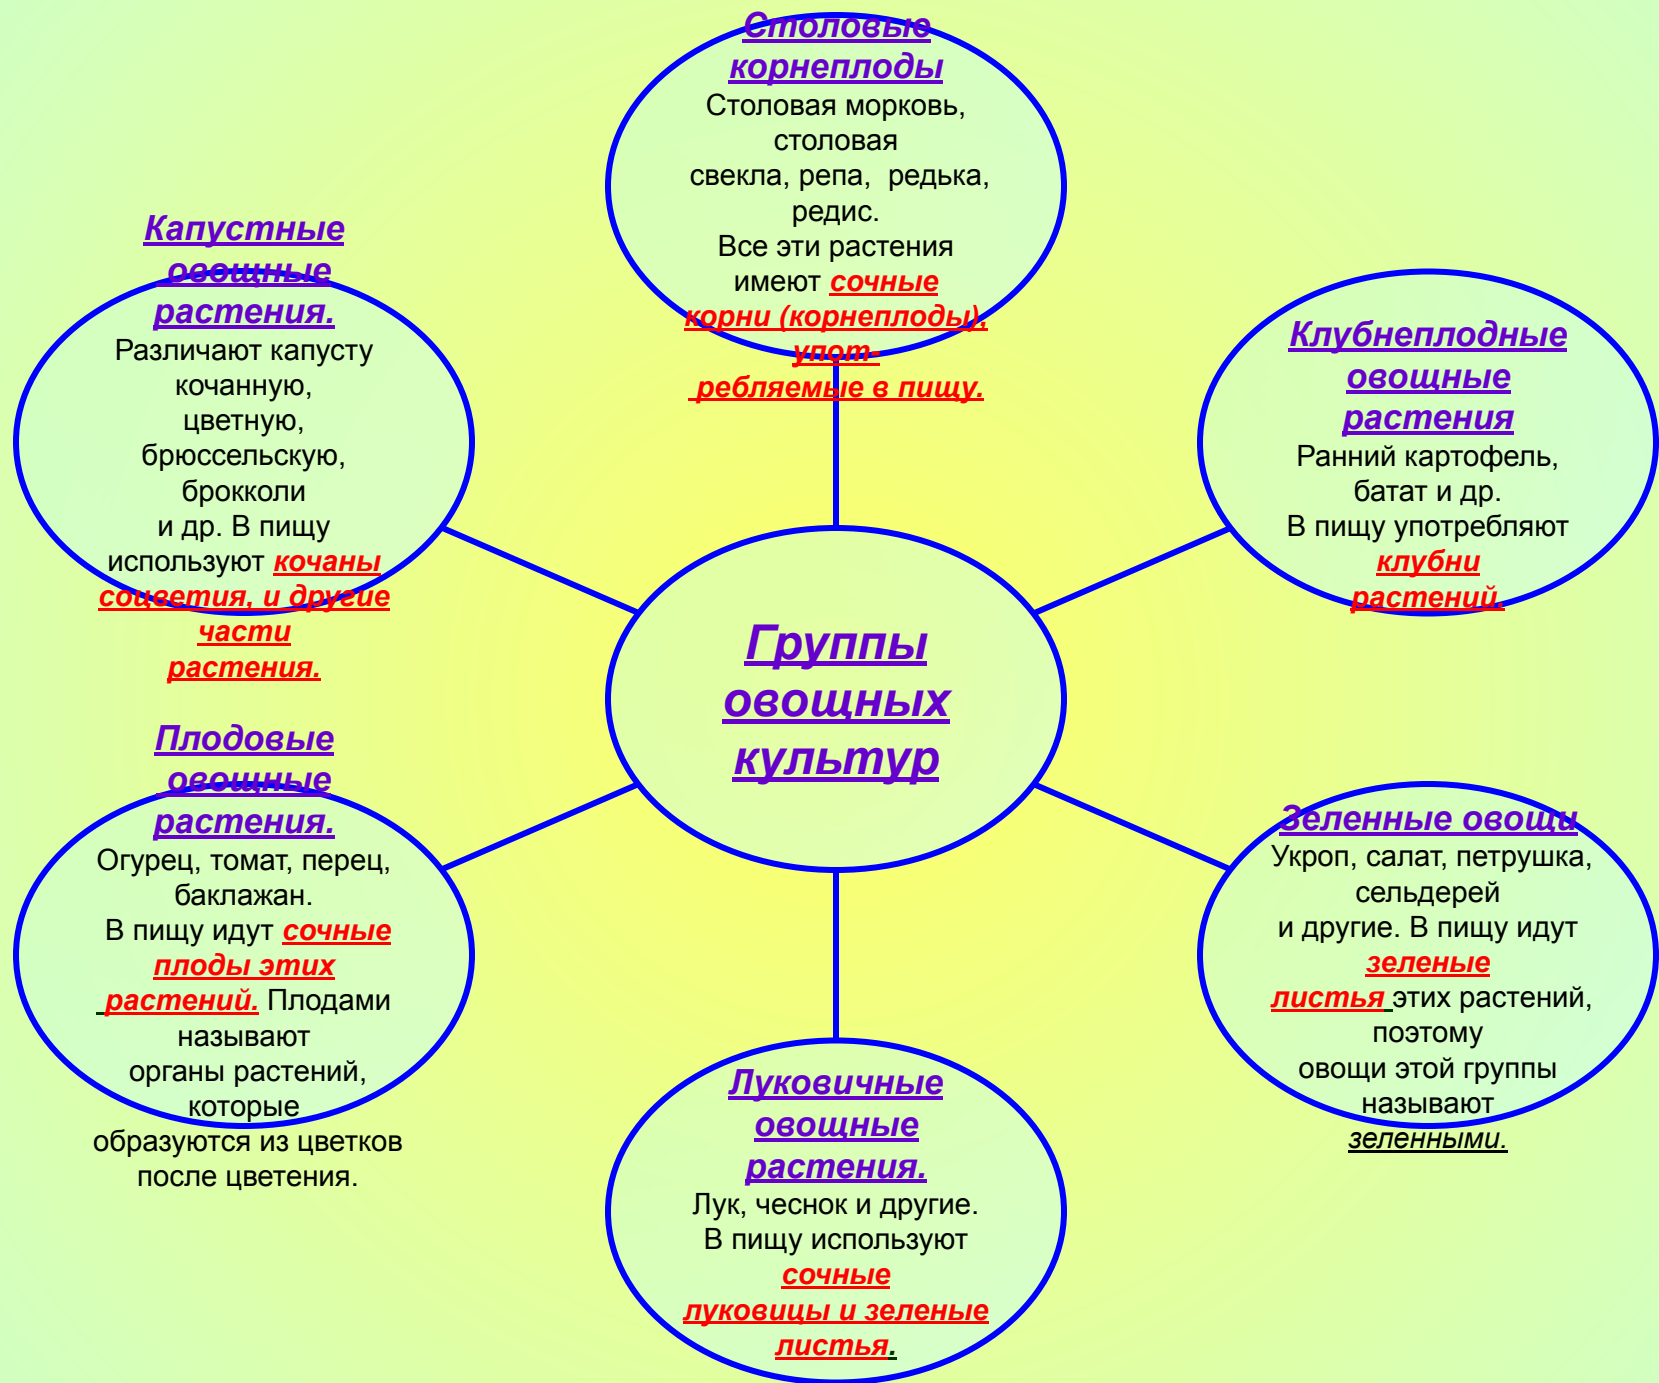 Столовые
корнеплоды
Столовая морковь,
столовая
свекла, репа, редька,
редис.
Все эти растения
имеют сочные
корни (корнеплоды),
упот-
ребляемые в пищу.
Капустные
овощные
растения.
Различают капусту
кочанную,
цветную,
брюссельскую,
брокколи
и др. В пищу
используют кочаны
соцветия, и другие
части
растения.
Клубнеплодные
овощные
растения
Ранний картофель,
батат и др.
В пищу употребляют
клубни
растений.
Группы
овощных
культур
Плодовые
овощные
растения.
Огурец, томат, перец,
баклажан.
В пищу идут сочные
плоды этих
растений. Плодами
называют
органы растений,
которые
образуются из цветков
после цветения.
Зеленные овощи
Укроп, салат, петрушка,
сельдерей
и другие. В пищу идут
зеленые
листья этих растений,
поэтому
овощи этой группы
называют
зеленными.
Луковичные
овощные
растения.
Лук, чеснок и другие.
В пищу используют
сочные
луковицы и зеленые
листья.